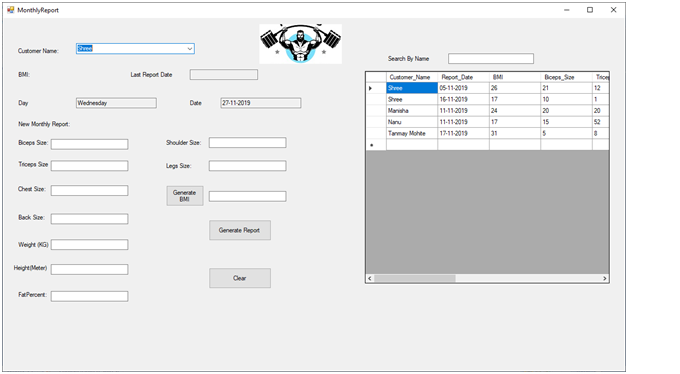 MonthlyReport
Customer Name: Shree
BMI: Last Report Date
Day Wednesday Date 27-11-2019
New Monthly Report:
Biceps Size: Shoulder Size:
Triceps Size Legs Size:
Chest Size: Generate BMI
Back Size: Generate Report
Weight (KG)
Height(Meter) Clear
FatPercent:
Search By Name
Customer_Name Report_Date BMI Biceps_Size Tricep
Shree 05-11-2019 26 21 12
Shree 16-11-2019 17 10 1
Manisha 11-11-2019 24 20 20
Nanu 11-11-2019 17 15 52
Tanmay Mohite 17-11-2019 31 5 8